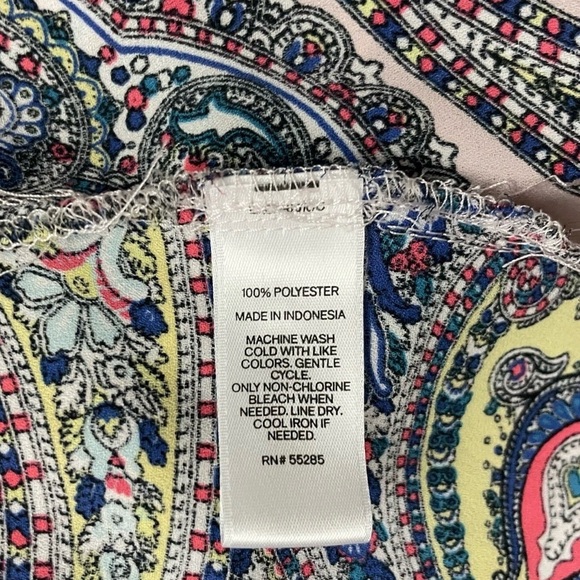 100% POLYESTER
MADE IN INDONESIA
MACHINE WASH
COLD WITH LIKE
COLORS. GENTLE
CYCLE.
ONLY NON-CHLORINE
BLEACH WHEN
NEEDED. LINE DRY.
COOL IRON IF
NEEDED.
RN# 55285